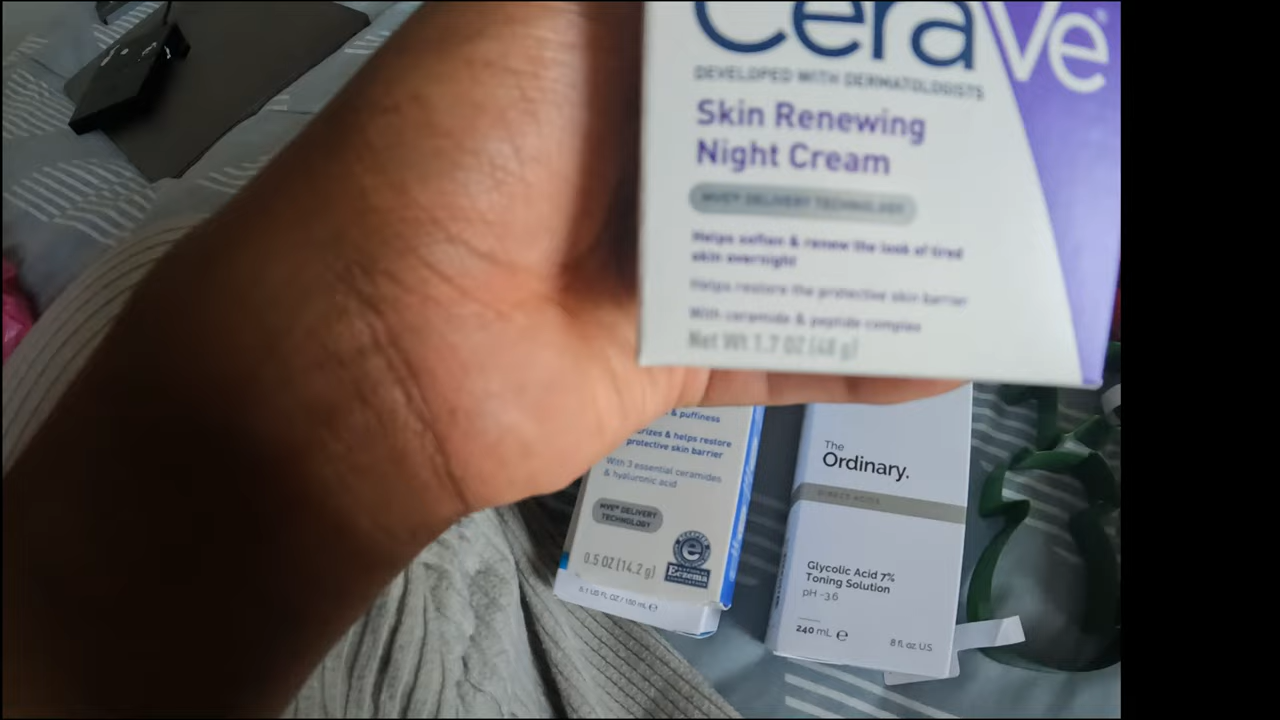 CeraVe
DEVELOPED WITH DERMATOLOGISTS
Skin Renewing
Night Cream
MVE® DELIVERY TECHNOLOGY
Helps soften & renew the look of tired
skin overnight
Helps restore the protective skin barrier
With ceramide & peptide complex
Net Wt 1.7 OZ (48 g)
& puffiness
& helps restore
protective skin barrier
With 3 essential ceramides
& hyaluronic acid
MVE® DELIVERY
TECHNOLOGY
0.5 OZ (14.2 g)
e
Eczema
The
Ordinary.
DIRECT ACIDS
Glycolic Acid 7%
Toning Solution
pH ~3.6
240 mL e
8 fl. oz. U.S